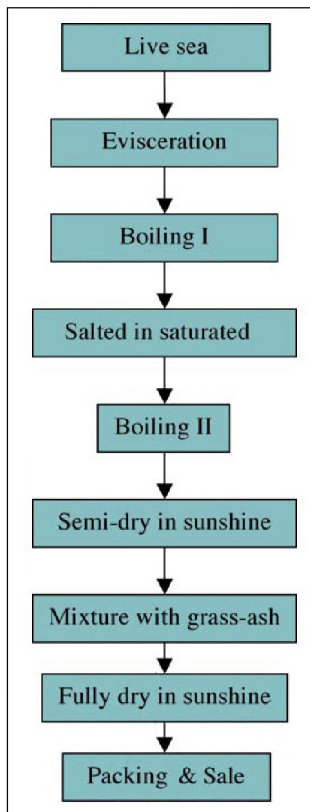 Live sea
Evisceration
Boiling I
Salted in saturated
Boiling II
Semi-dry in sunshine
Mixture with grass-ash
Fully dry in sunshine
Packing & Sale